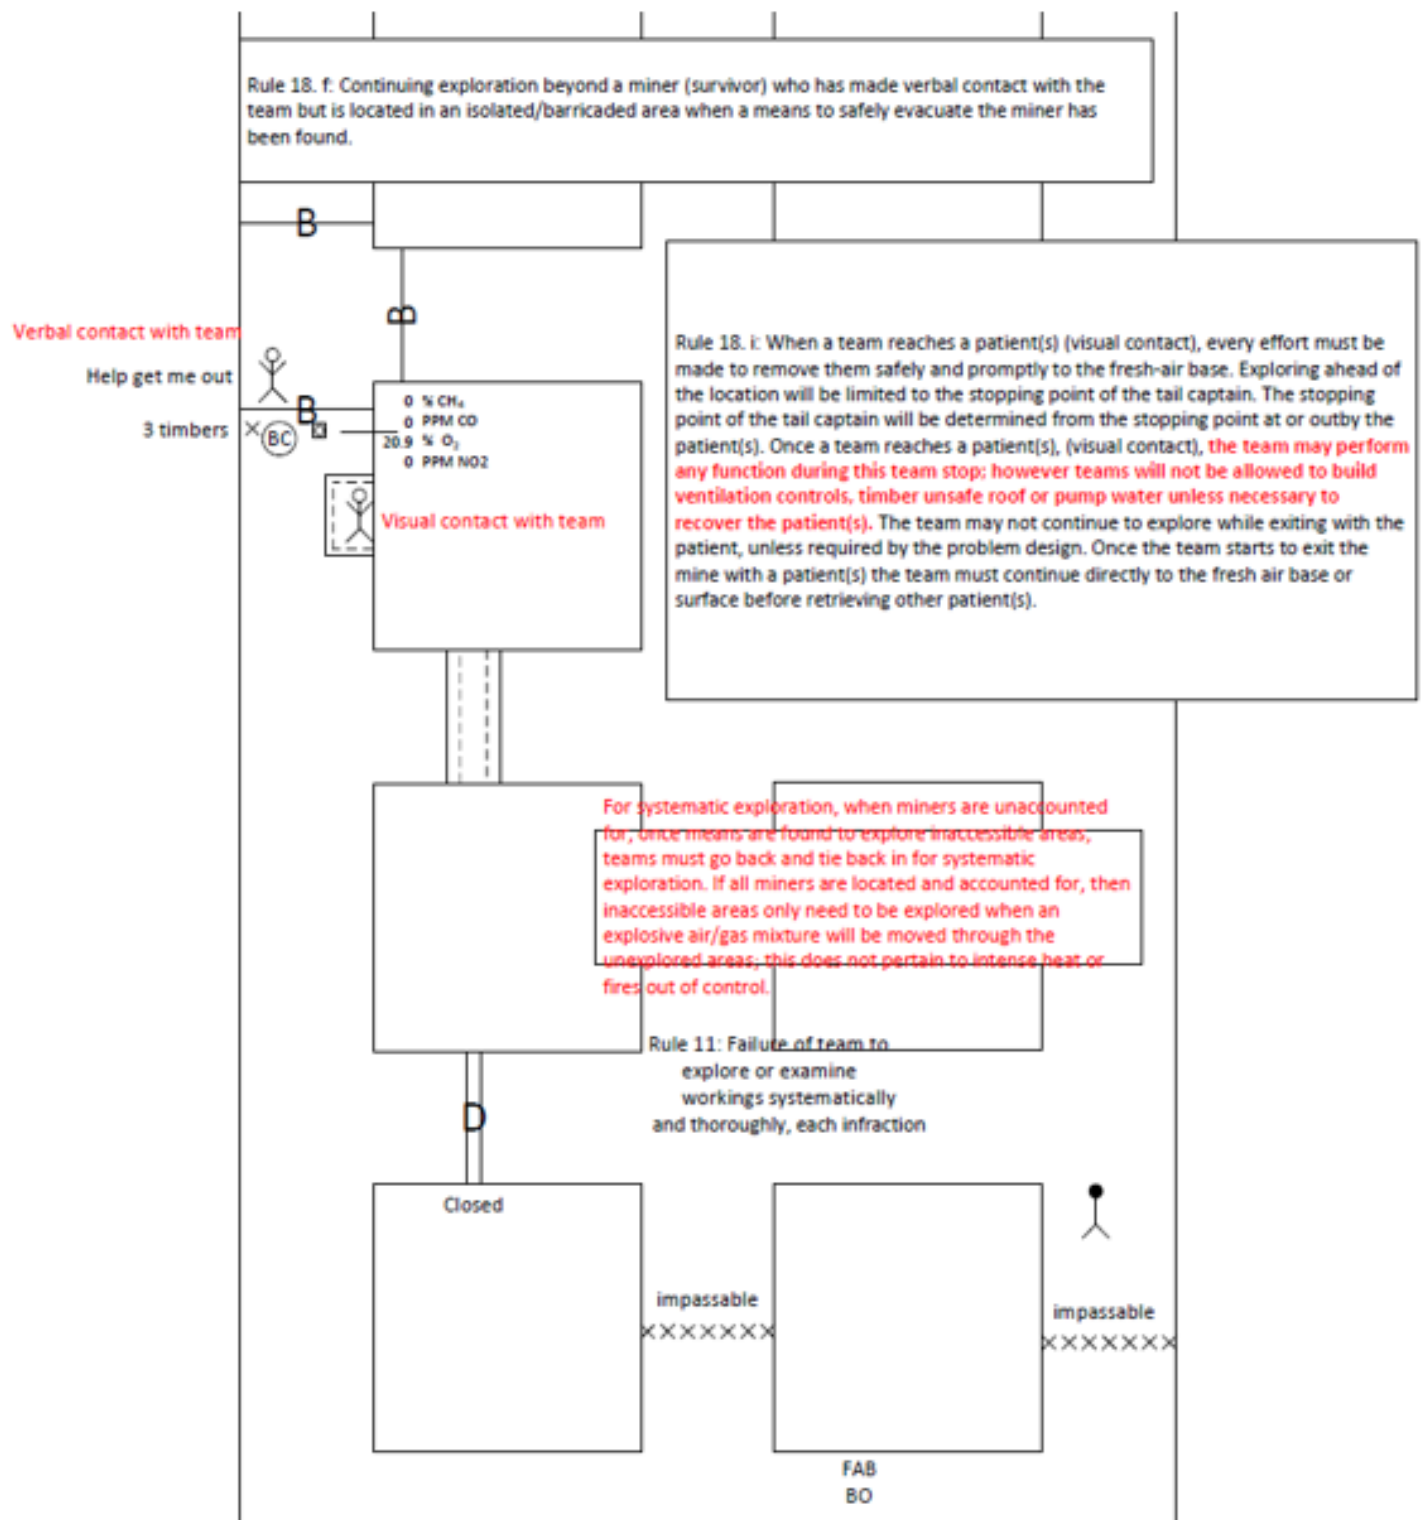 Rule 18. f: Continuing exploration beyond a miner (survivor) who has made verbal contact with the
team but is located in an isolated/barricaded area when a means to safely evacuate the miner has
been found.
B
B
Verbal contact with team
Help get me out
B
3 timbers
BC
0 % CH₄
0 PPM CO
20.9 % O₂
0 PPM NO2
Visual contact with team
Rule 18. i: When a team reaches a patient(s) (visual contact), every effort must be
made to remove them safely and promptly to the fresh-air base. Exploring ahead of
the location will be limited to the stopping point of the tail captain. The stopping
point of the tail captain will be determined from the stopping point at or outby the
patient(s). Once a team reaches a patient(s), (visual contact), the team may perform
any function during this team stop; however teams will not be allowed to build
ventilation controls, timber unsafe roof or pump water unless necessary to
recover the patient(s). The team may not continue to explore while exiting with the
patient, unless required by the problem design. Once the team starts to exit the
mine with a patient(s) the team must continue directly to the fresh air base or
surface before retrieving other patient(s).
For systematic exploration, when miners are unaccounted
for, once means are found to explore inaccessible areas,
teams must go back and tie back in for systematic
exploration. If all miners are located and accounted for, then
inaccessible areas only need to be explored when an
explosive air/gas mixture will be moved through the
unexplored areas; this does not pertain to intense heat or
fires out of control.
Rule 11: Failure of team to
explore or examine
workings systematically
and thoroughly, each infraction
D
Closed
impassable
impassable
FAB
BO